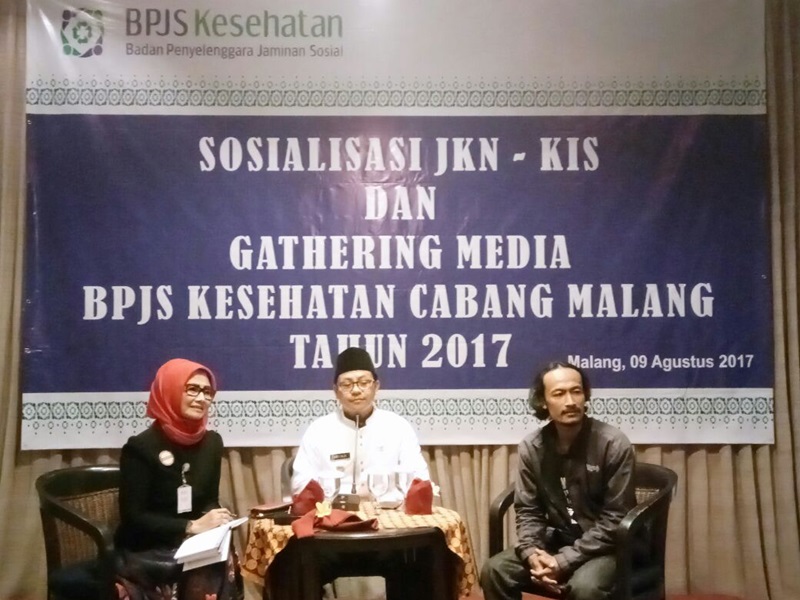 BPJS Kesehatan
Badan Penyelenggara Jaminan Sosial
SOSIALISASI JKN - KIS
DAN
GATHERING MEDIA
BPJS KESEHATAN CABANG MALANG
TAHUN 2017
Malang, 09 Agustus 2017